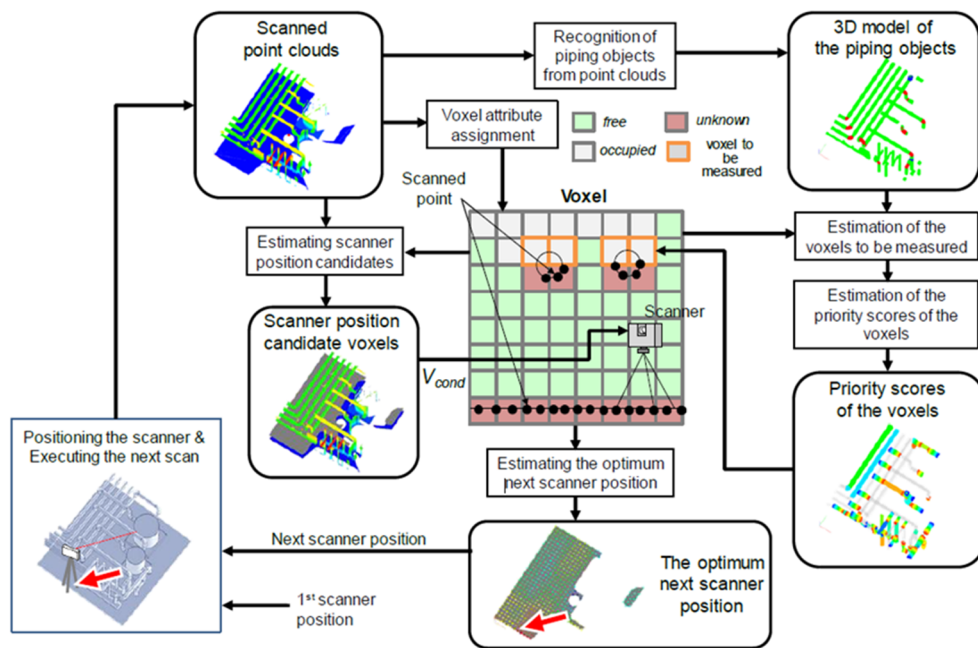 Scanned
point clouds
Recognition of
piping objects
from point clouds
3D model of
the piping objects
Voxel attribute
assignment
free
unknown
occupied
voxel to
be
measured
Scanned
point
Voxel
Estimating scanner
position candidates
Estimation of the
voxels to be measured
Scanner
Estimation of the
priority scores of the
voxels
Scanner position
candidate voxels
Vcond
Priority scores
of the voxels
Positioning the scanner &
Executing the next scan
Estimating the optimum
next scanner position
Next scanner position
The optimum
next scanner
position
1st scanner
position